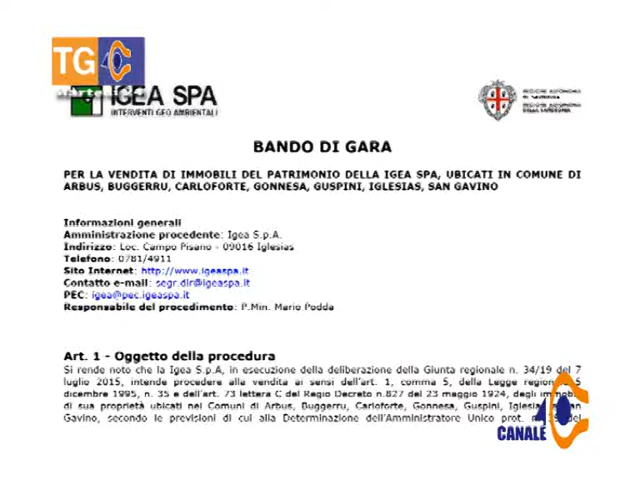 TG
IGEA SPA
INTERVENTI GEO AMBIENTALI
REGIONE AUTONOMA
BANDO DI GARA
PER LA VENDITA DI IMMOBILI DEL PATRIMONIO DELLA IGEA SPA, UBICATI IN COMUNE DI
ARBUS, BUGGERRU, CARLOFORTE, GONNESA, GUSPINI, IGLESIAS, SAN GAVINO
Informazioni generali
Amministrazione procedente: Igea S.p.A.
Indirizzo: Loc. Campo Pisano - 09016 Iglesias
Telefono: 0781/4911
Sito Internet: http://www.igeaspa.it
Contatto e-mail: segr.dir@igeaspa.it
PEC: igea@pec.igeaspa.it
Responsabile del procedimento: P.Min. Mario Podda
Art. 1 - Oggetto della procedura
Si rende noto che la Igea S.p.A, in esecuzione della deliberazione della Giunta regionale n. 34/19 del 7
luglio 2015, intende procedere alla vendita ai sensi dell'art. 1, comma 5, della Legge 5
dicembre 1995, n. 35 e dell'art. 73 lettera C del Regio Decreto n.827 del 23 maggio 1924, degli
di sua proprietà ubicati nei Comuni di Arbus, Buggerru, Carloforte, Gonnesa, Guspini, San
Gavino, secondo le previsioni di cui alla Determinazione dell'Amministratore Unico prot. del
CANALE 40